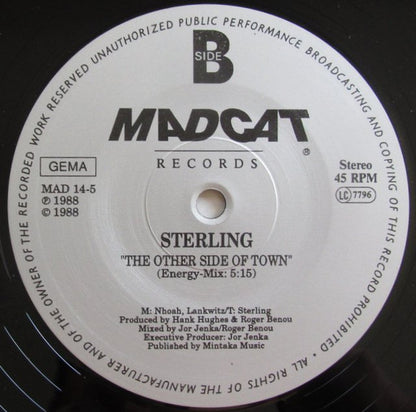 ALL RIGHTS OF THE MANUFACTURER AND OF THE OWNER OF THE RECORDED WORK RESERVED UNAUTHORIZED PUBLIC PERFORMANCE, BROADCASTING AND COPYING OF THIS RECORD PROHIBITED •
SIDE
B
MADCAT ®
RECORDS
GEMA
MAD 14-5
℗ 1988
© 1988
Stereo
45 RPM
LC 7796
STERLING
"THE OTHER SIDE OF TOWN"
(Energy-Mix: 5:15)
M: Nhoah, Lankwitz/T: Sterling
Produced by Hank Hughes & Roger Benou
Mixed by Jor Jenka/Roger Benou
Executive Producer: Jor Jenka
Published by Mintaka Music